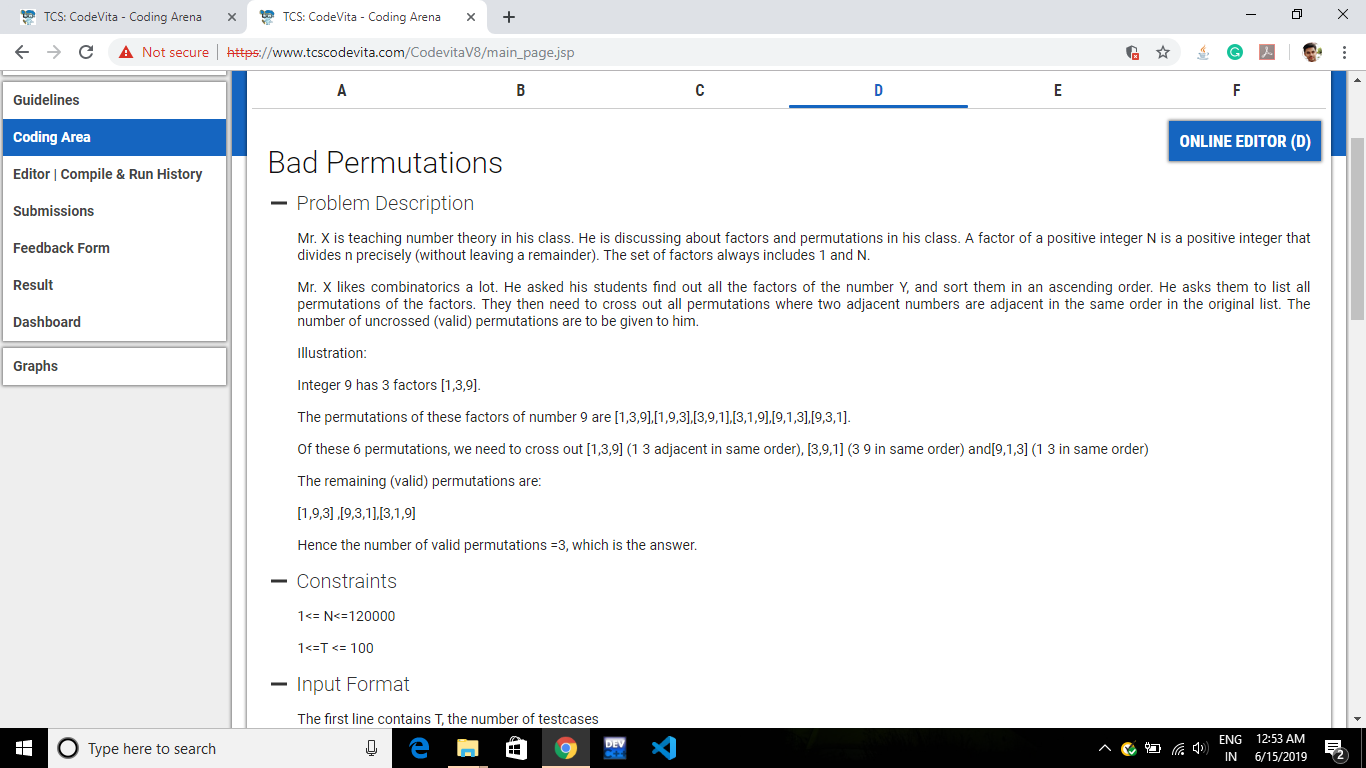 TCS: CodeVita - Coding Arena
TCS: CodeVita - Coding Arena
Not secure | https://www.tcscodevita.com/CodevitaV8/main_page.jsp
Guidelines
Coding Area
Editor | Compile & Run History
Submissions
Feedback Form
Result
Dashboard
Graphs
A B C D E F
ONLINE EDITOR (D)
Bad Permutations
Problem Description
Mr. X is teaching number theory in his class. He is discussing about factors and permutations in his class. A factor of a positive integer N is a positive integer that
divides n precisely (without leaving a remainder). The set of factors always includes 1 and N.
Mr. X likes combinatorics a lot. He asked his students find out all the factors of the number Y, and sort them in an ascending order. He asks them to list all
permutations of the factors. They then need to cross out all permutations where two adjacent numbers are adjacent in the same order in the original list. The
number of uncrossed (valid) permutations are to be given to him.
Illustration:
Integer 9 has 3 factors [1,3,9].
The permutations of these factors of number 9 are [1,3,9],[1,9,3],[3,9,1],[3,1,9],[9,1,3],[9,3,1].
Of these 6 permutations, we need to cross out [1,3,9] (1 3 adjacent in same order), [3,9,1] (3 9 in same order) and[9,1,3] (1 3 in same order)
The remaining (valid) permutations are:
[1,9,3] ,[9,3,1],[3,1,9]
Hence the number of valid permutations =3, which is the answer.
Constraints
1<= N<=120000
1<=T <= 100
Input Format
The first line contains T, the number of testcases
Type here to search
DEV
ENG
IN
12:53 AM
6/15/2019
2